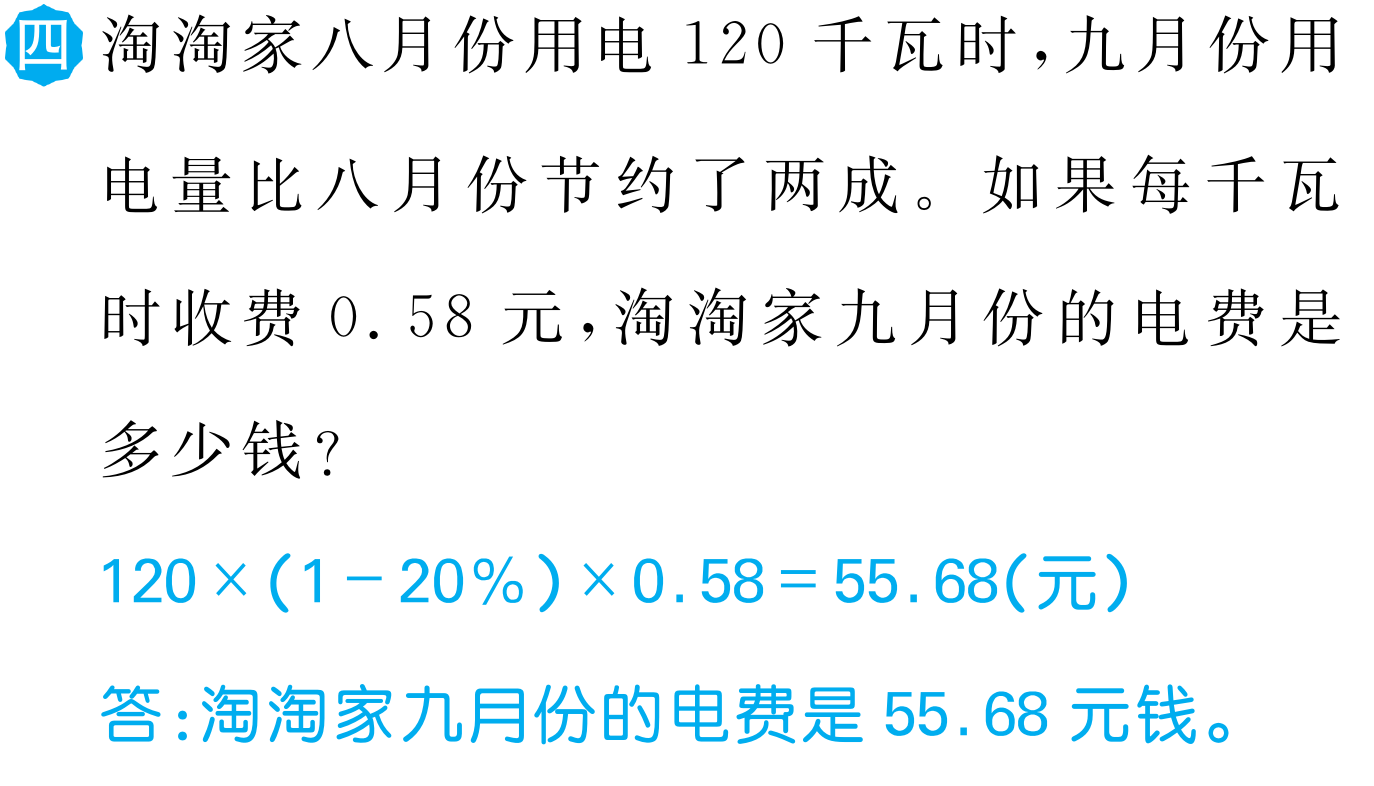 四 淘淘家八月份用电 120 千瓦时,九月份用
电量比八月份节约了两成。如果每千瓦
时收费 0.58 元,淘淘家九月份的电费是
多少钱?
120×(1-20%)×0.58=55.68(元)
答:淘淘家九月份的电费是 55.68 元钱。